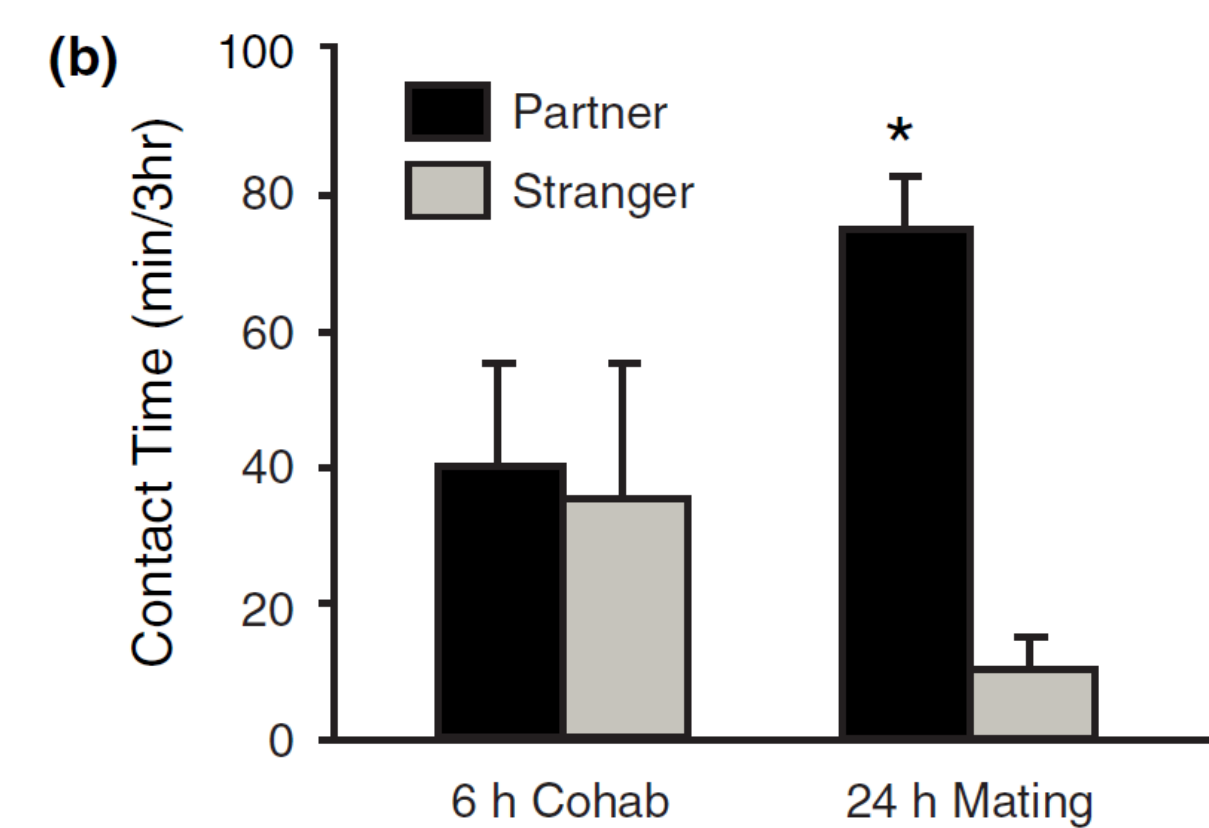 (b)
Contact Time (min/3hr)
100
80
60
40
20
0
Partner
Stranger
*
6 h Cohab
24 h Mating